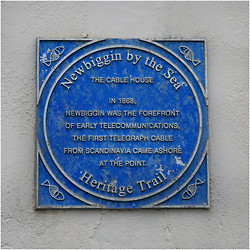 Newbiggin by the Sea
THE CABLE HOUSE
IN 1868,
NEWBIGGIN WAS THE FOREFRONT
OF EARLY TELECOMMUNICATIONS,
THE FIRST TELEGRAPH CABLE
FROM SCANDINAVIA CAME ASHORE
AT THE POINT.
Heritage Trail